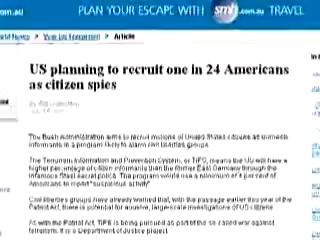 .com.au PLAN YOUR ESCAPE WITH smh.com.au TRAVEL
> Article
US planning to recruit one in 24 Americans
as citizen spies
The Bush Administration aims to recruit millions of United States citizens as domestic
informants in a program likely to alarm civil liberties groups.
The Terrorism Information and Prevention System, or TIPS, means the US will have a
higher percentage of citizen informants than the former East Germany through the
infamous Stasi secret police. The program would use a minimum of 4 per cent of
Americans to report "suspicious activity".
Civil liberties groups have already warned that, with the passage earlier this year of the
Patriot Act, there is potential for abusive, large-scale investigations of US citizens.
As with the Patriot Act, TIPS is being pursued as part of the so-called war against
terrorism. It is a Department of Justice project.